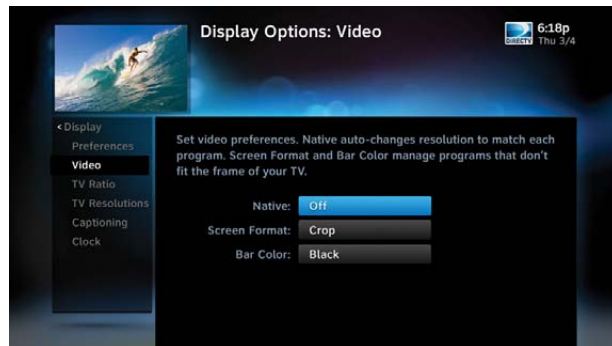 Display Options: Video
DIRECTV
6:18p
Thu 3/4
<Display
Preferences
Video
TV Ratio
TV Resolutions
Captioning
Clock
Set video preferences. Native auto-changes resolution to match each
program. Screen Format and Bar Color manage programs that don't
fit the frame of your TV.
Native: Off
Screen Format: Crop
Bar Color: Black